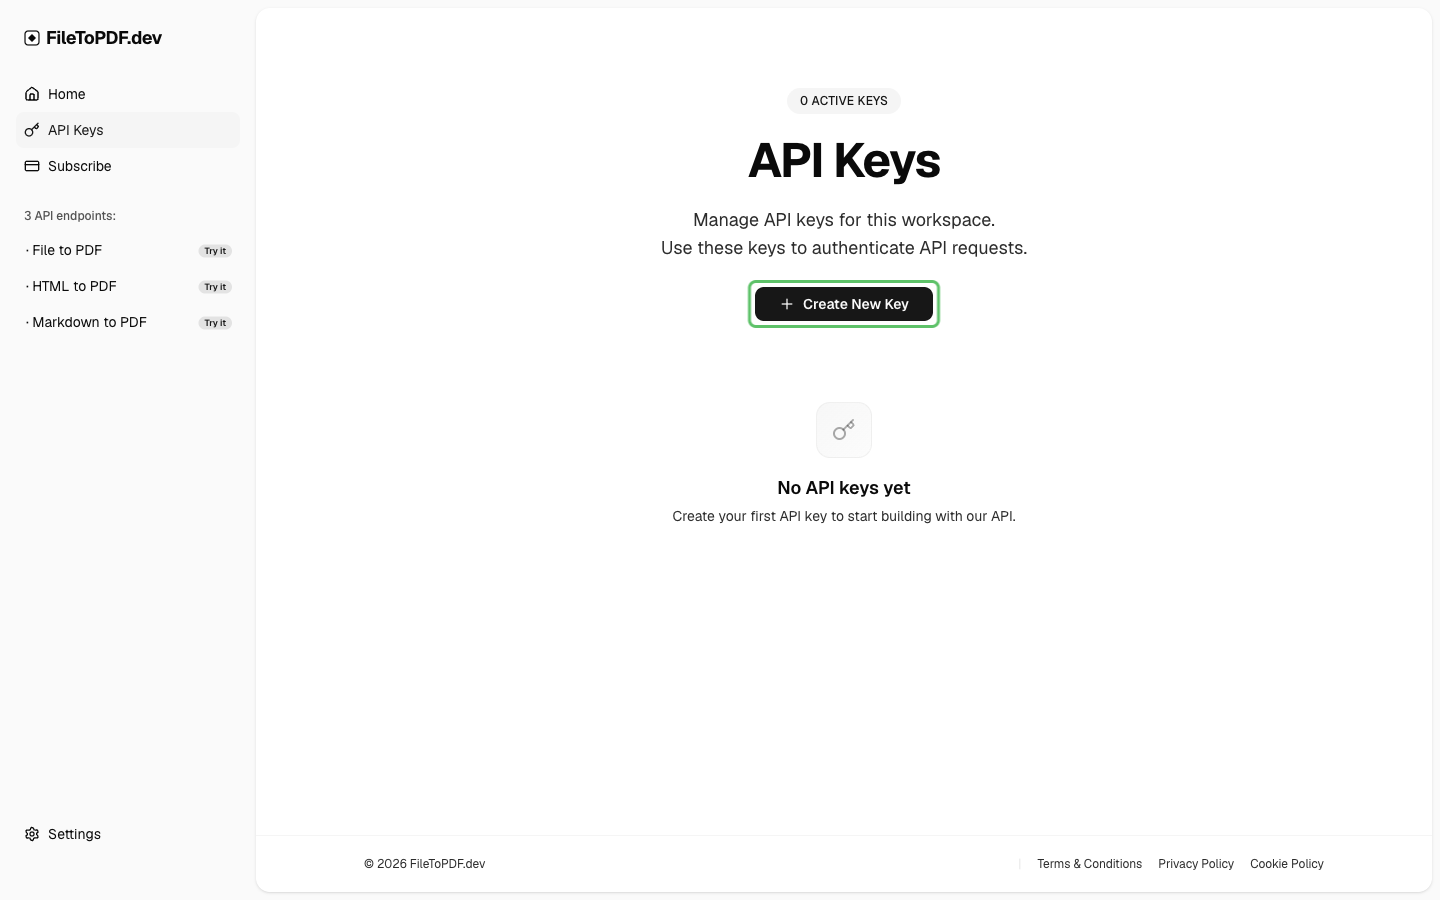 FileToPDF.dev
Home
API Keys
Subscribe
3 API endpoints:
· File to PDF Try it
· HTML to PDF Try it
· Markdown to PDF Try it
Settings
0 ACTIVE KEYS
API Keys
Manage API keys for this workspace.
Use these keys to authenticate API requests.
Create New Key
No API keys yet
Create your first API key to start building with our API.
© 2026 FileToPDF.dev
Terms & Conditions Privacy Policy Cookie Policy